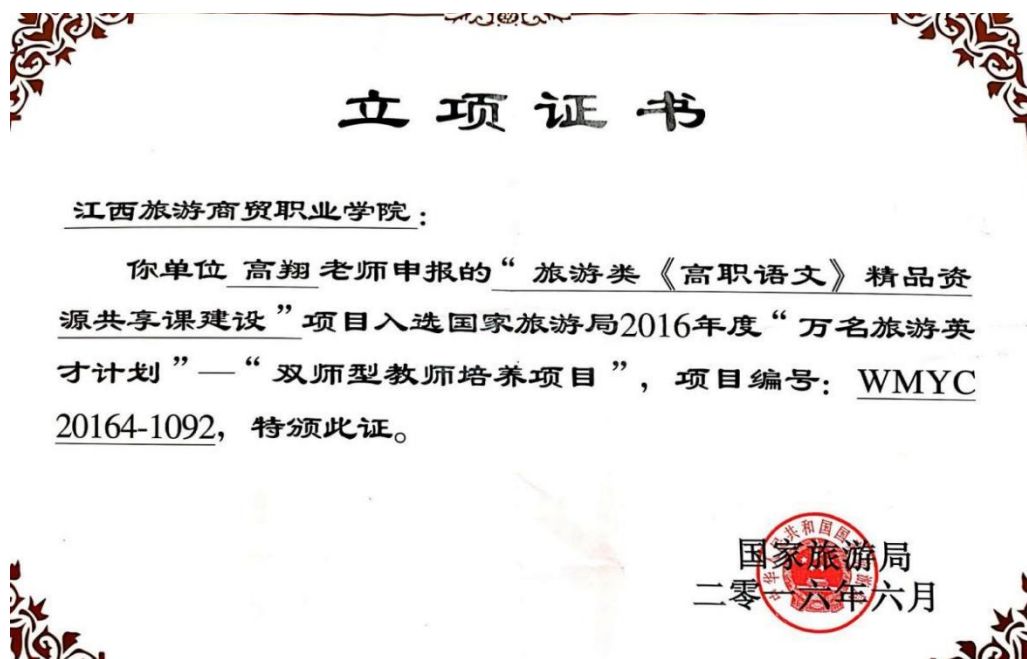 立项证书
江西旅游商贸职业学院：
你单位 高翔 老师申报的“旅游类《高职语文》精品资
源共享课建设”项目入选国家旅游局2016年度“万名旅游英
才计划”—“双师型教师培养项目”，项目编号：WMYC
20164-1092，特颁此证。
国家旅游局
二零一六年六月